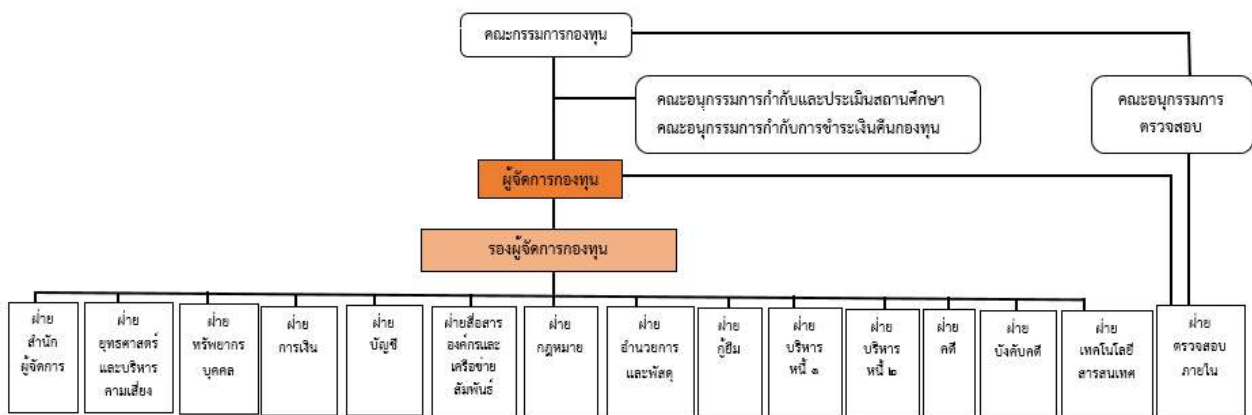 คณะกรรมการกองทุน
คณะอนุกรรมการกำกับและประเมินสถานศึกษา
คณะอนุกรรมการกำกับการชำระเงินคืนกองทุน
คณะอนุกรรมการ
ตรวจสอบ
ผู้จัดการกองทุน
รองผู้จัดการกองทุน
ฝ่าย
สำนัก
ผู้จัดการ
ฝ่าย
ยุทธศาสตร์
และบริหาร
คามเสี่ยง
ฝ่าย
ทรัพยากร
บุคคล
ฝ่าย
การเงิน
ฝ่าย
บัญชี
ฝ่ายสื่อสาร
องค์กรและ
เครือข่าย
สัมพันธ์
ฝ่าย
กฎหมาย
ฝ่าย
อำนวยการ
และพัสดุ
ฝ่าย
กู้ยืม
ฝ่าย
บริหาร
หนี้ ๑
ฝ่าย
บริหาร
หนี้ ๒
ฝ่าย
คดี
ฝ่าย
บังคับคดี
ฝ่าย
เทคโนโลยี
สารสนเทศ
ฝ่าย
ตรวจสอบ
ภายใน